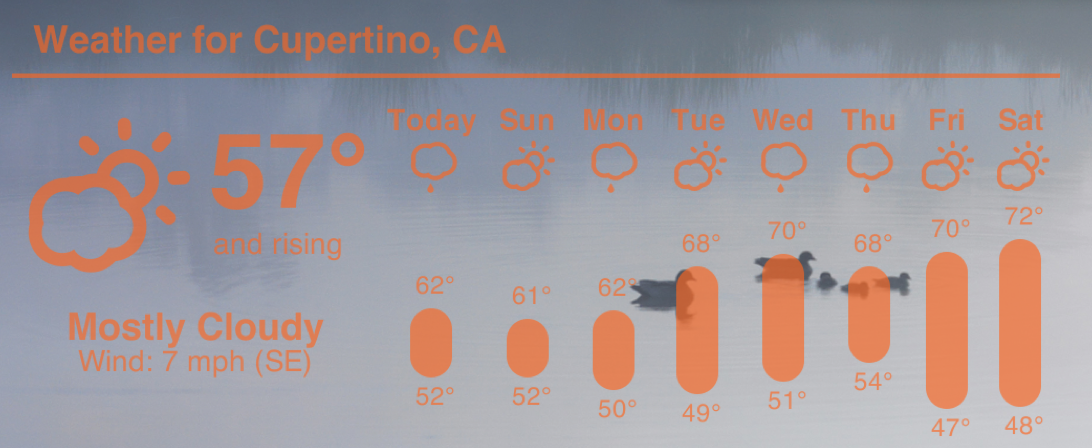 Weather for Cupertino, CA
57°
and rising
Mostly Cloudy
Wind: 7 mph (SE)
Today Sun Mon Tue Wed Thu Fri Sat
62° 61° 62° 68° 70° 68° 70° 72°
52° 52° 50° 49° 51° 54° 47° 48°